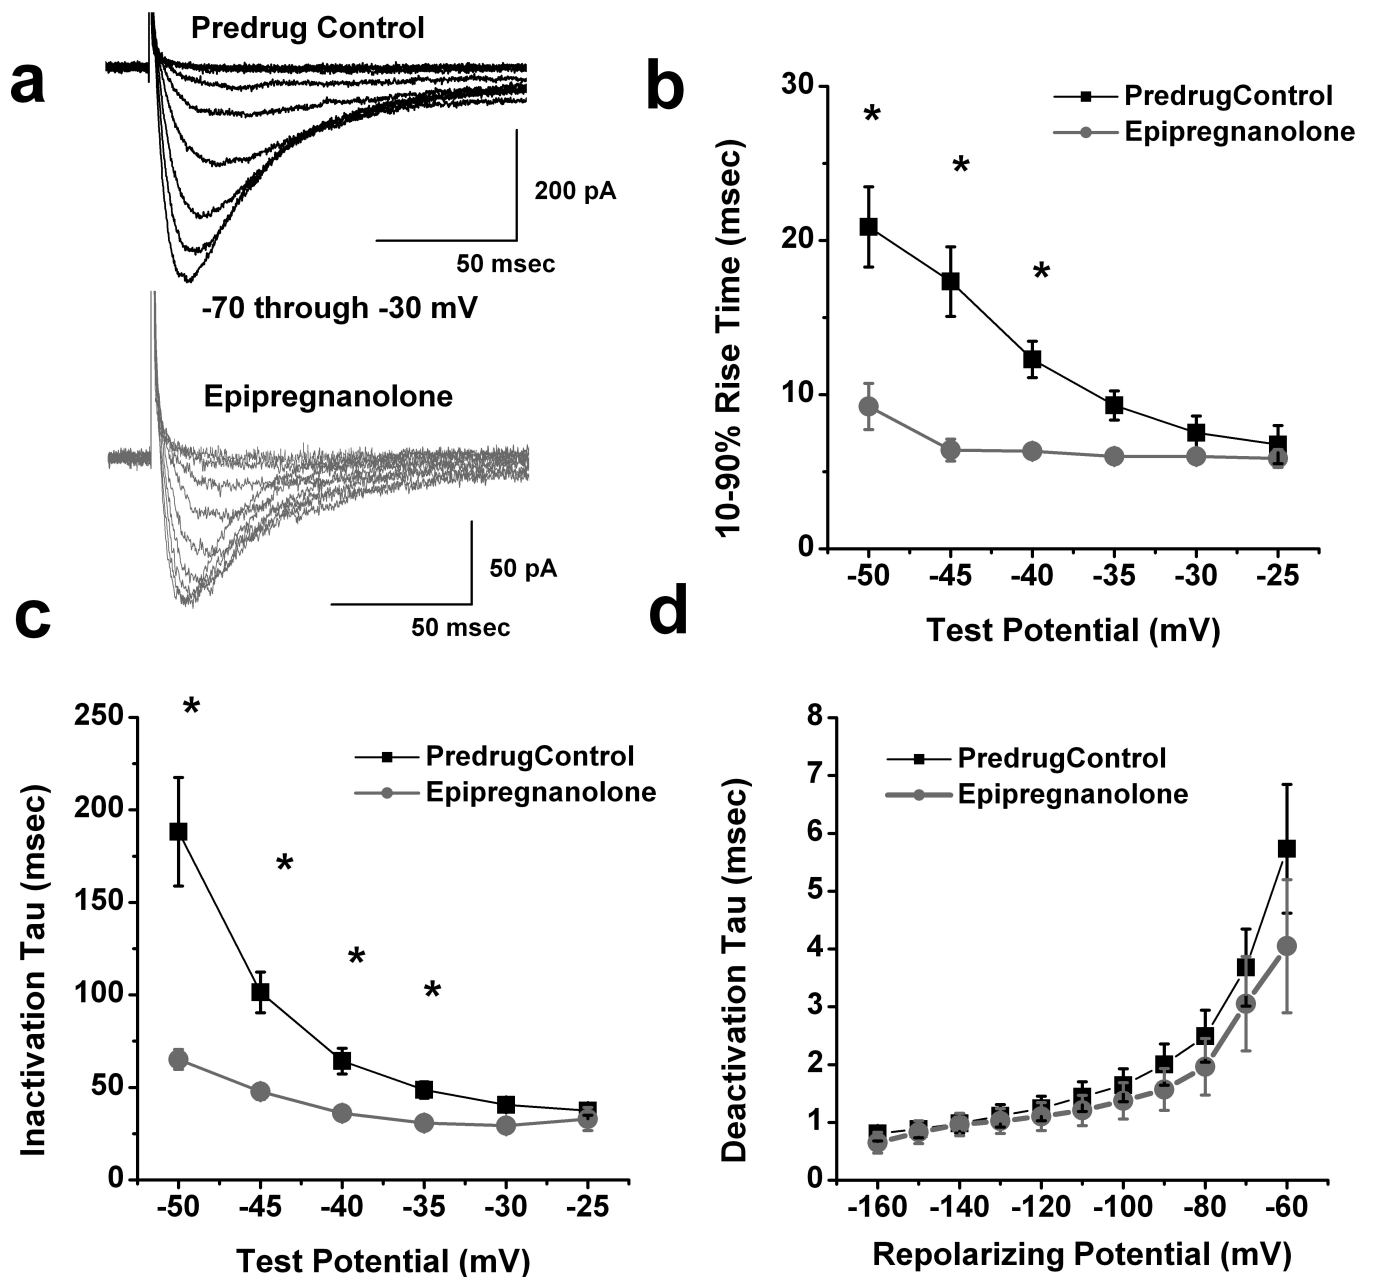 a
Predrug Control
200 pA
50 msec
-70 through -30 mV
Epipregnanolone
50 pA
50 msec
b
30
20
10
0
10-90% Rise Time (msec)
PredrugControl
Epipregnanolone
*
*
*
-50 -45 -40 -35 -30 -25
Test Potential (mV)
c
250
200
150
100
50
0
Inactivation Tau (msec)
PredrugControl
Epipregnanolone
*
*
*
*
-50 -45 -40 -35 -30 -25
Test Potential (mV)
d
8
7
6
5
4
3
2
1
0
Deactivation Tau (msec)
PredrugControl
Epipregnanolone
-160 -140 -120 -100 -80 -60
Repolarizing Potential (mV)